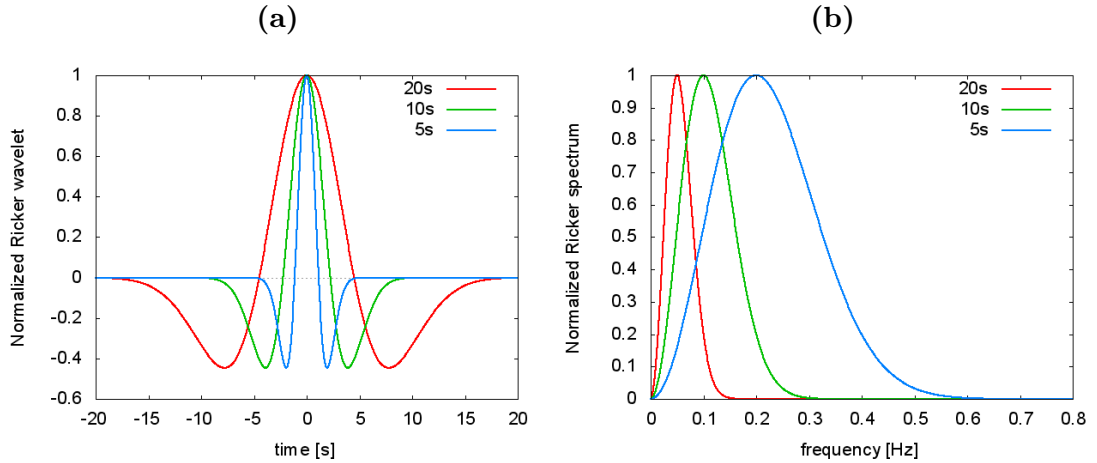 (a)
Normalized Ricker wavelet
1
0.8
0.6
0.4
0.2
0
-0.2
-0.4
-0.6
20s
10s
5s
-20 -15 -10 -5 0 5 10 15 20
time [s]
(b)
Normalized Ricker spectrum
1
0.9
0.8
0.7
0.6
0.5
0.4
0.3
0.2
0.1
0
20s
10s
5s
0 0.1 0.2 0.3 0.4 0.5 0.6 0.7 0.8
frequency [Hz]